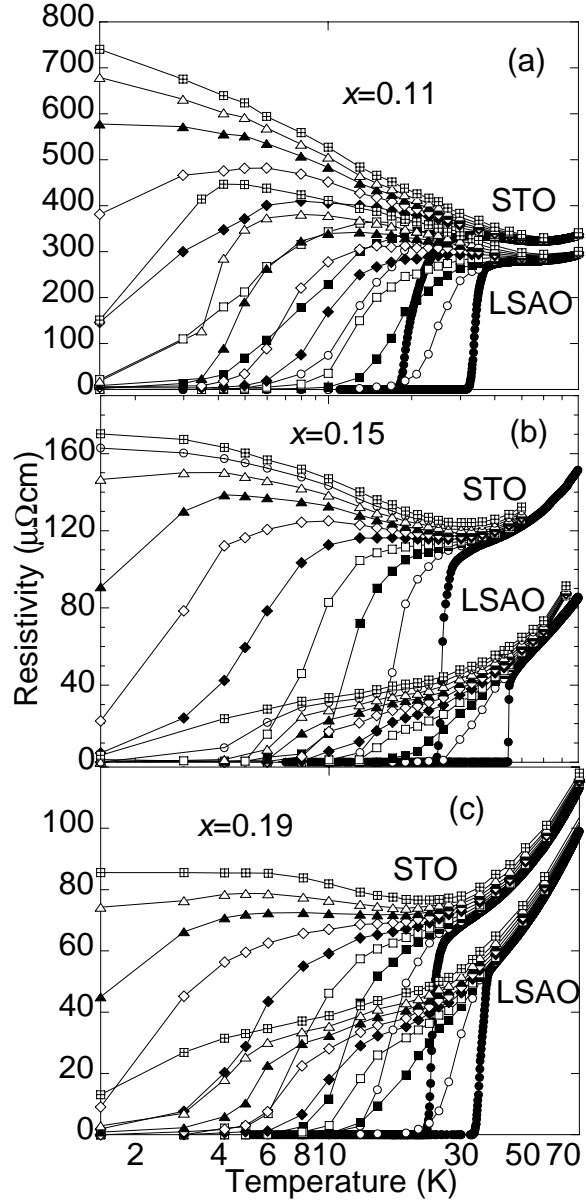 800
700
600
500
400
300
200
100
0
(a)
x=0.11
STO
LSAO
160
120
80
40
0
(b)
x=0.15
STO
LSAO
Resistivity (μΩcm)
100
80
60
40
20
0
(c)
x=0.19
STO
LSAO
2 4 6 8 10 30 50 70
Temperature (K)